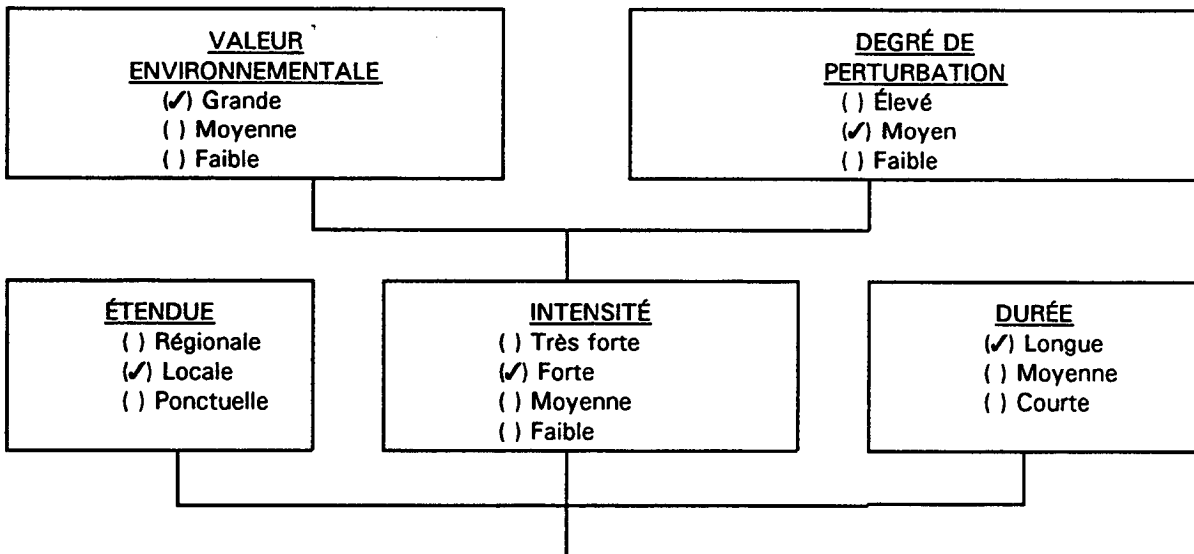 VALEUR
ENVIRONNEMENTALE
(✓) Grande
( ) Moyenne
( ) Faible
DEGRÉ DE
PERTURBATION
( ) Élevé
(✓) Moyen
( ) Faible
ÉTENDUE
( ) Régionale
(✓) Locale
( ) Ponctuelle
INTENSITÉ
( ) Très forte
(✓) Forte
( ) Moyenne
( ) Faible
DURÉE
(✓) Longue
( ) Moyenne
( ) Courte